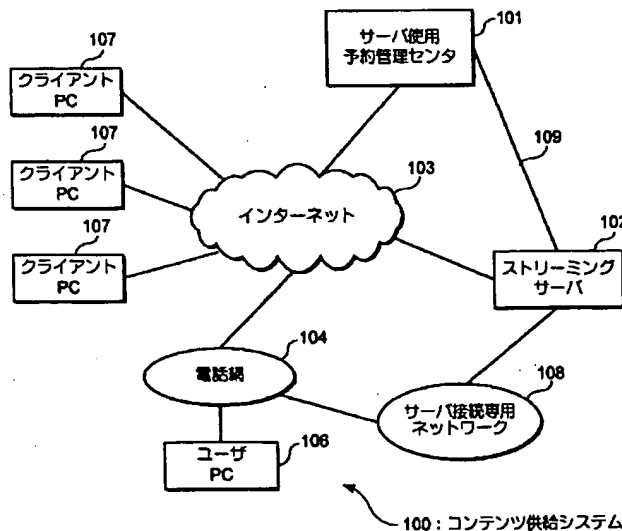 101
サーバ使用
予約管理センタ
107
クライアント
PC
107
クライアント
PC
107
クライアント
PC
109
103
インターネット
102
ストリーミング
サーバ
104
電話網
108
サーバ接続専用
ネットワーク
106
ユーザ
PC
100：コンテンツ供給システム